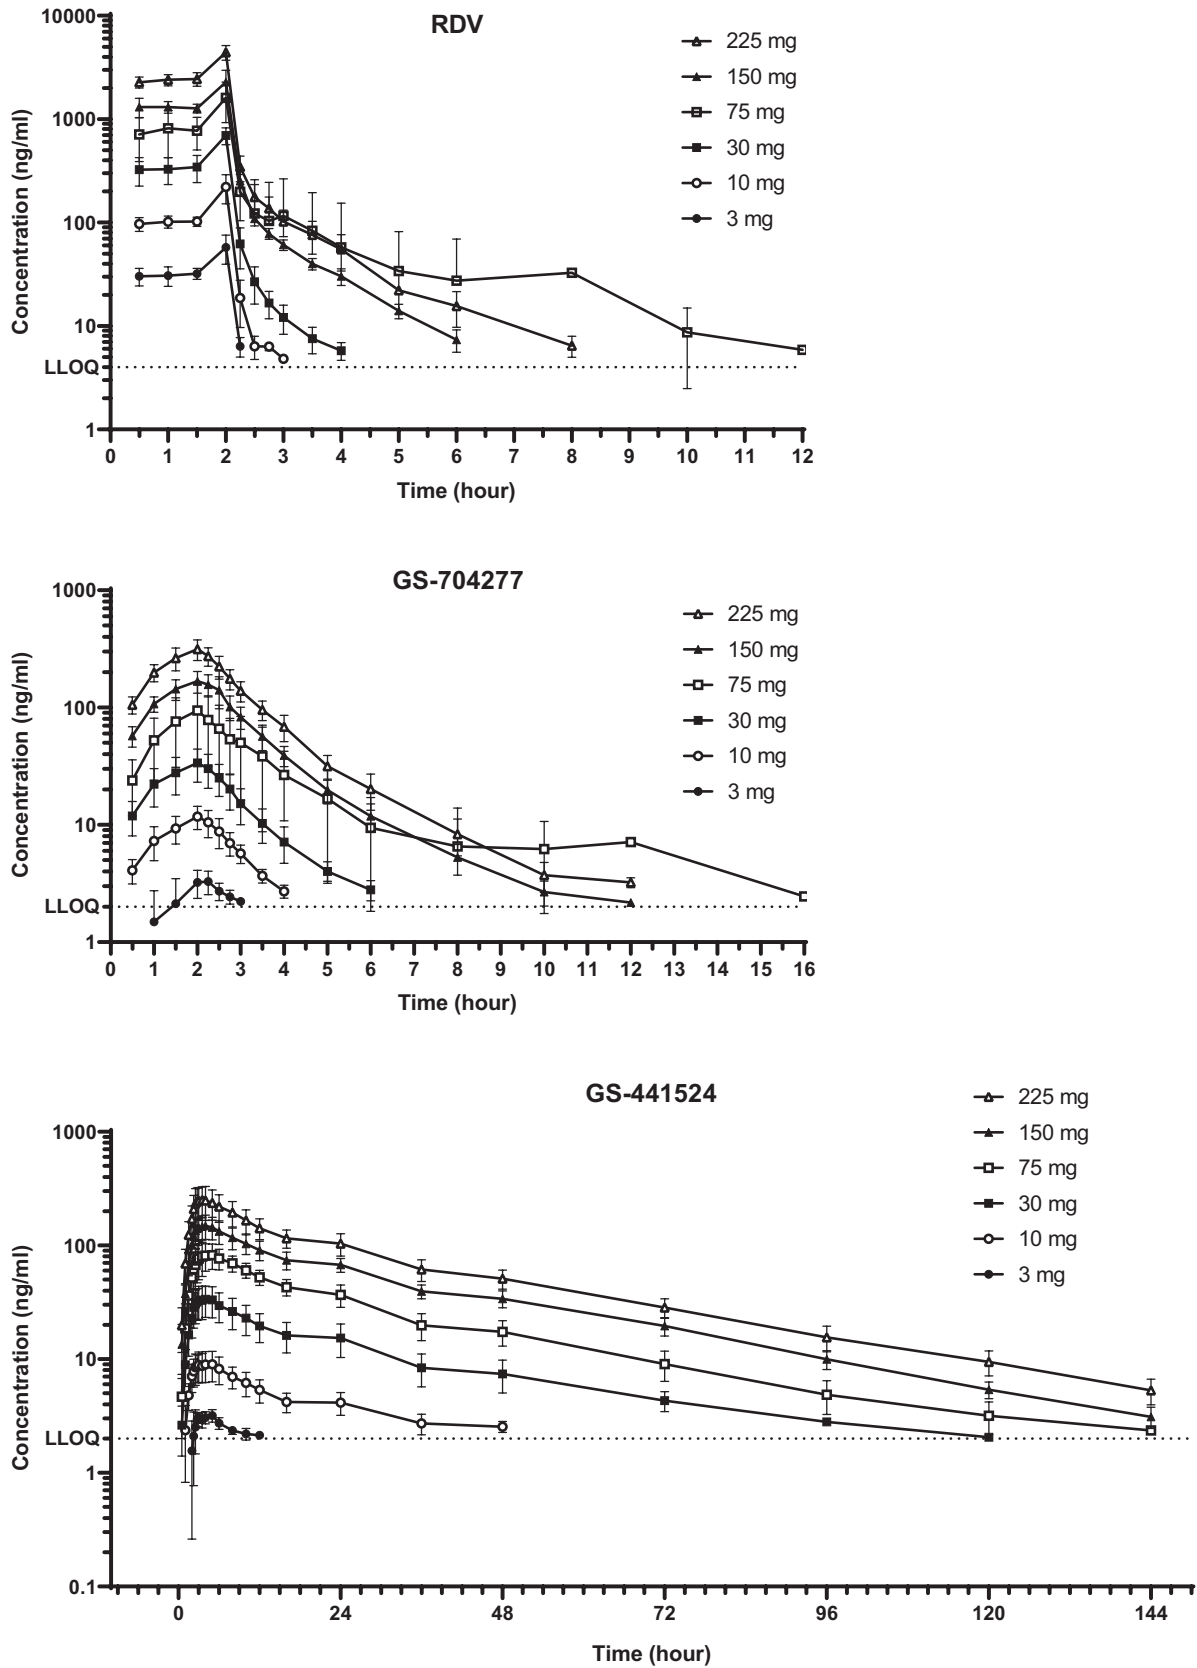 RDV
10000
1000
100
10
LLOQ
1
Concentration (ng/ml)
225 mg
150 mg
75 mg
30 mg
10 mg
3 mg
0 1 2 3 4 5 6 7 8 9 10 11 12
Time (hour)
GS-704277
1000
100
10
LLOQ
1
Concentration (ng/ml)
225 mg
150 mg
75 mg
30 mg
10 mg
3 mg
0 1 2 3 4 5 6 7 8 9 10 11 12 13 14 15 16
Time (hour)
GS-441524
1000
100
10
LLOQ
1
0.1
Concentration (ng/ml)
225 mg
150 mg
75 mg
30 mg
10 mg
3 mg
0 24 48 72 96 120 144
Time (hour)